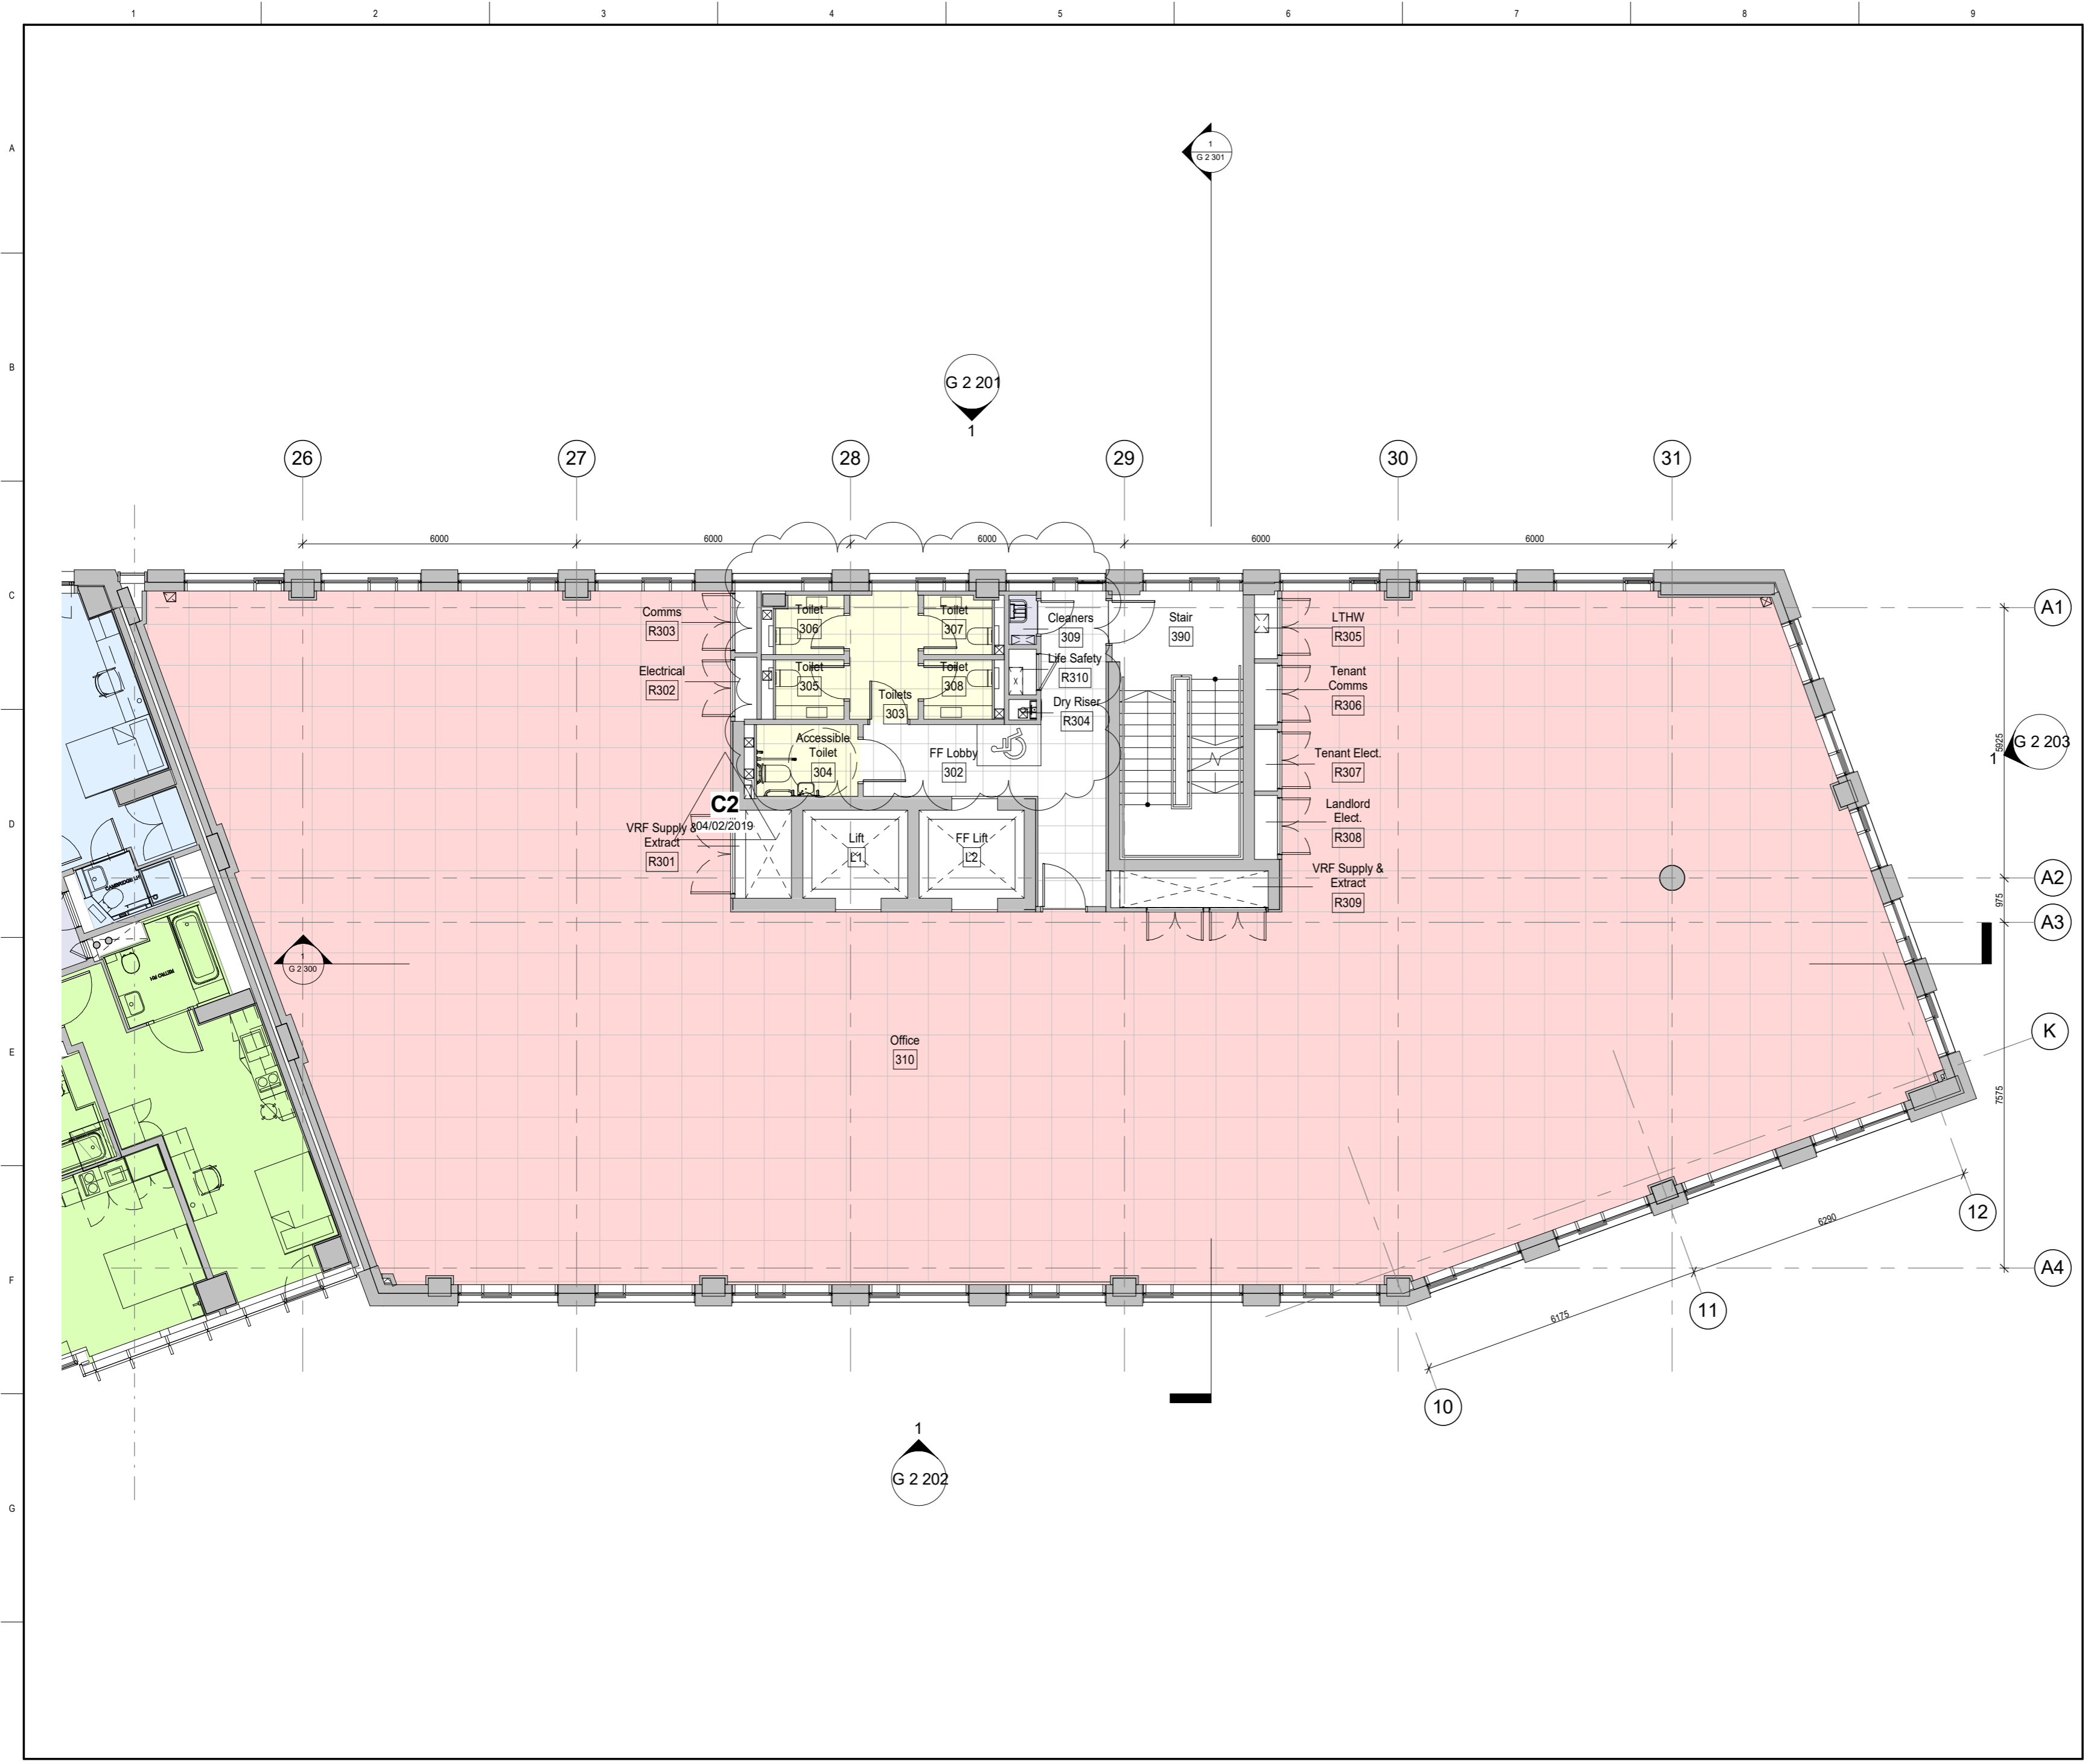 1 2 3 4 5 6 7 8 9
A
1
G 2 301
B
G 2 201
1
26 27 28 29 30 31
6000 6000 6000 6000 6000
C
A1
Comms
R303
Toilet
306
Toilet
307
Cleaners
309
Stair
390
LTHW
R305
Electrical
R302
Toilet
305
Toilet
308
Life Safety
R310
Tenant
Comms
R306
Toilets
303
Dry Riser
R304
Accessible
Toilet
304
FF Lobby
302
Tenant Elect.
R307
5925
G 2 203
1
C2
04/02/2019
D
VRF Supply &
Extract
R301
Lift
L1
FF Lift
L2
Landlord
Elect.
R308
VRF Supply &
Extract
R309
A2
975
A3
1
G 2 300
RETRO RH
E
Office
310
K
7575
12
6290
F
A4
11
6175
10
1
G 2 202
G